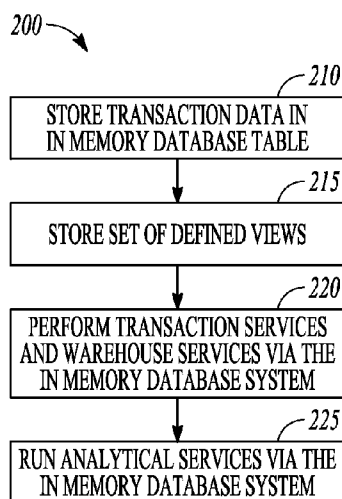 200
210
STORE TRANSACTION DATA IN
IN MEMORY DATABASE TABLE
215
STORE SET OF DEFINED VIEWS
220
PERFORM TRANSACTION SERVICES
AND WAREHOUSE SERVICES VIA THE
IN MEMORY DATABASE SYSTEM
225
RUN ANALYTICAL SERVICES VIA THE
IN MEMORY DATABASE SYSTEM